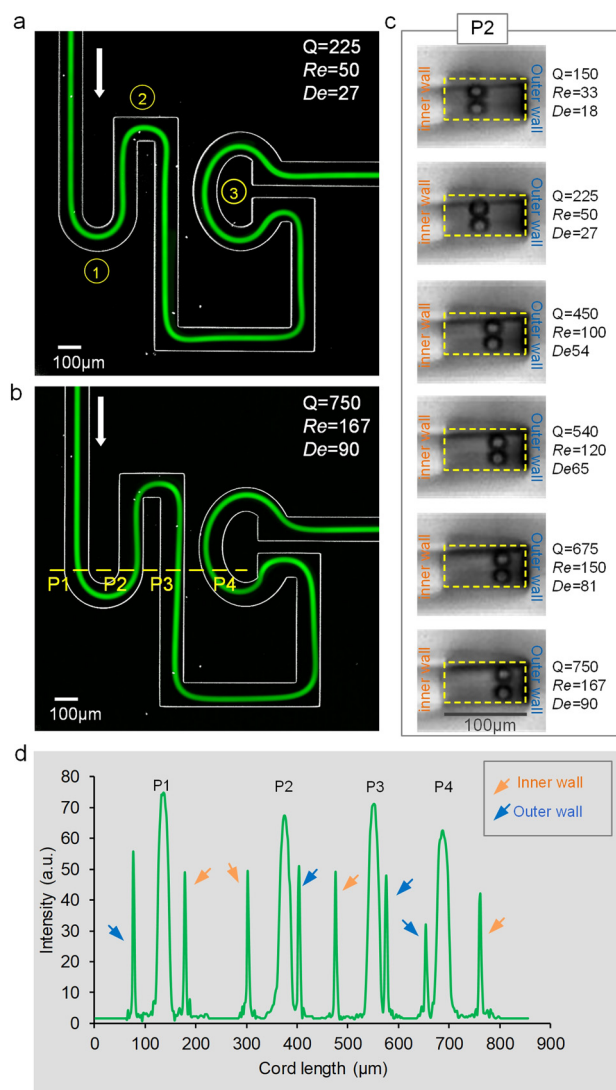 a
Q=225
Re=50
De=27
②
③
①
100µm
b
Q=750
Re=167
De=90
P1
P2
P3
P4
100µm
c
P2
Inner wall
Outer wall
Q=150
Re=33
De=18
Inner wall
Outer wall
Q=225
Re=50
De=27
Inner wall
Outer wall
Q=450
Re=100
De54
Inner wall
Outer wall
Q=540
Re=120
De65
Inner wall
Outer wall
Q=675
Re=150
De=81
Inner wall
Outer wall
Q=750
Re=167
De=90
100µm
d
80
70
60
50
40
30
20
10
0
Intensity (a.u.)
P1
P2
P3
P4
Inner wall
Outer wall
0 100 200 300 400 500 600 700 800 900
Cord length (µm)